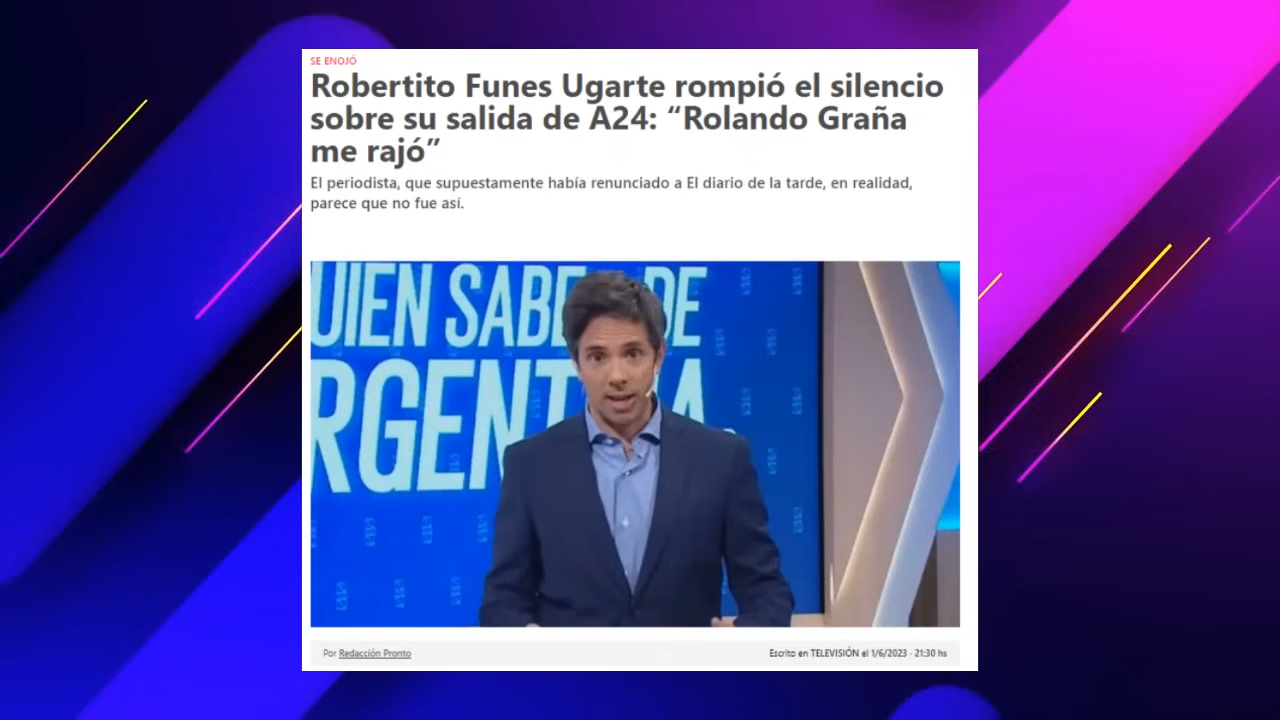 SE ENOJÓ
Robertito Funes Ugarte rompió el silencio
sobre su salida de A24: “Rolando Graña
me rajó”
El periodista, que supuestamente había renunciado a El diario de la tarde, en realidad,
parece que no fue así.
UIEN SABE DE
RGENT
Por Redacción Pronto
Escrito en TELEVISIÓN el 1/6/2023 · 21:30 hs